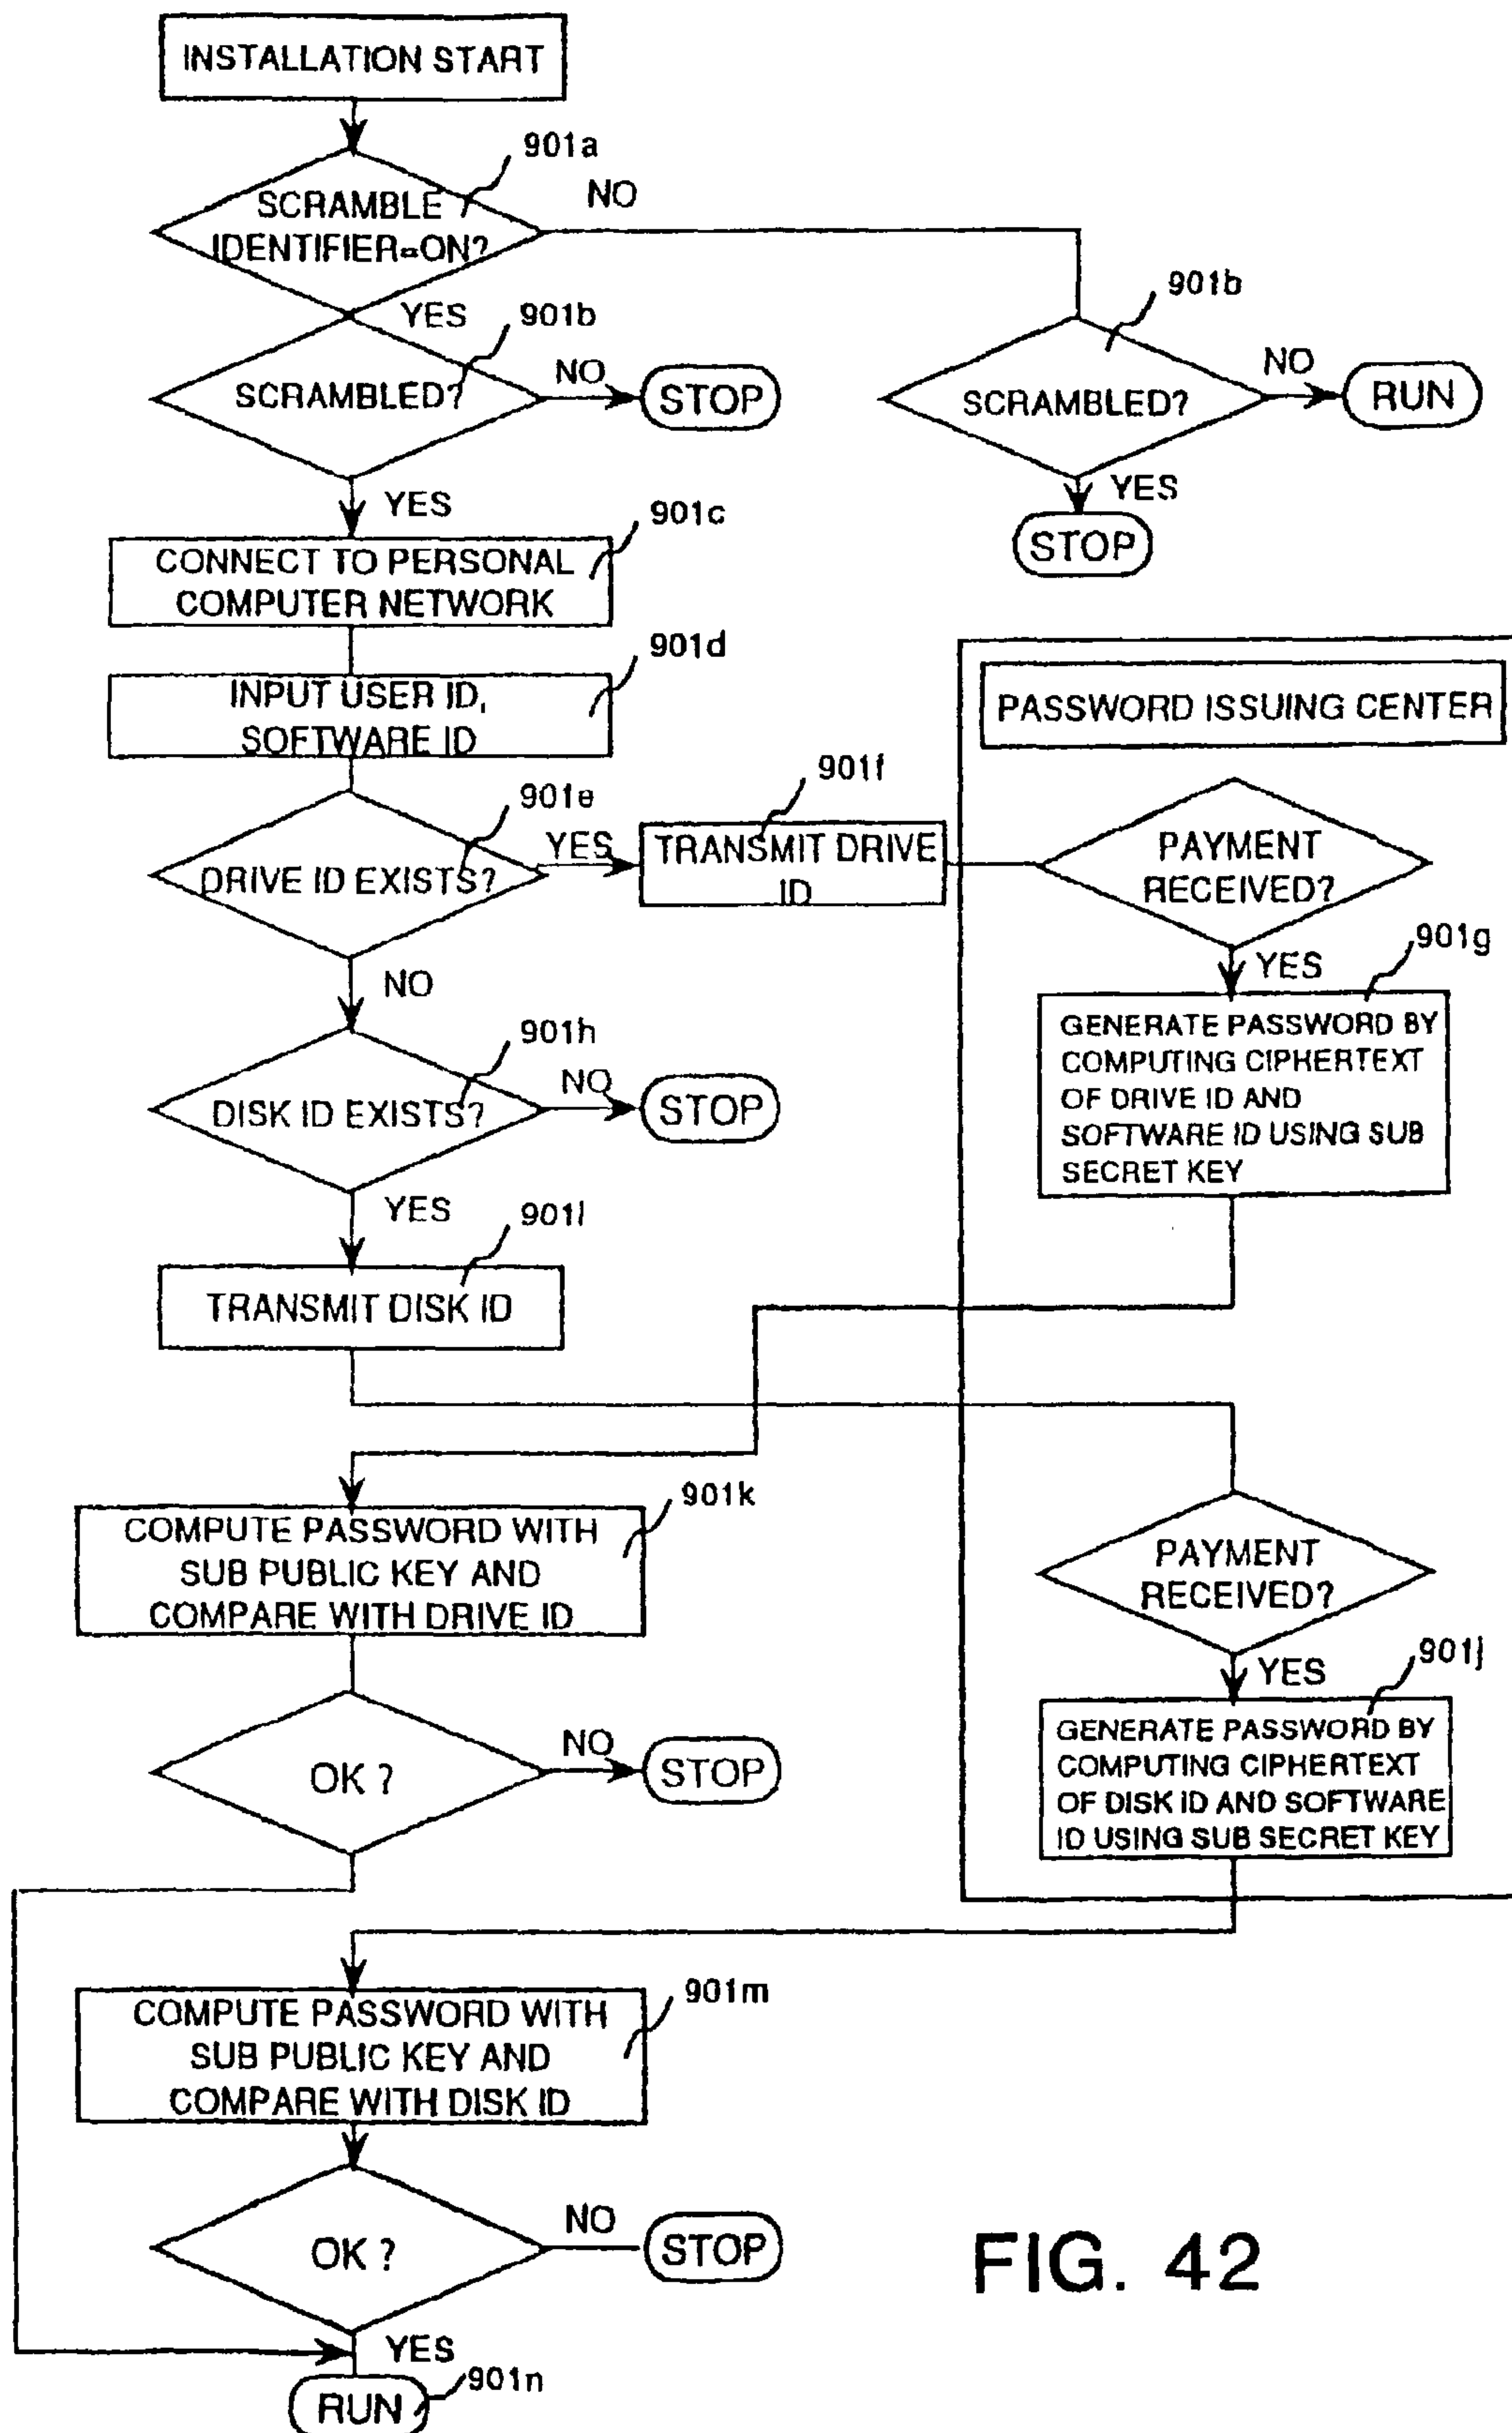 INSTALLATION START
901a
SCRAMBLE
IDENTIFIER=ON?
NO
YES
901b
SCRAMBLED?
NO
STOP
901b
SCRAMBLED?
NO
RUN
YES
STOP
YES
901c
CONNECT TO PERSONAL
COMPUTER NETWORK
901d
INPUT USER ID,
SOFTWARE ID
PASSWORD ISSUING CENTER
901e
DRIVE ID EXISTS?
YES
901f
TRANSMIT DRIVE
ID
PAYMENT
RECEIVED?
YES
901g
GENERATE PASSWORD BY
COMPUTING CIPHERTEXT
OF DRIVE ID AND
SOFTWARE ID USING SUB
SECRET KEY
NO
901h
DISK ID EXISTS?
NO
STOP
YES
901i
TRANSMIT DISK ID
901k
COMPUTE PASSWORD WITH
SUB PUBLIC KEY AND
COMPARE WITH DRIVE ID
PAYMENT
RECEIVED?
YES
901j
GENERATE PASSWORD BY
COMPUTING CIPHERTEXT
OF DISK ID AND SOFTWARE
ID USING SUB SECRET KEY
OK ?
NO
STOP
901m
COMPUTE PASSWORD WITH
SUB PUBLIC KEY AND
COMPARE WITH DISK ID
OK ?
NO
STOP
YES
901n
RUN
FIG. 42